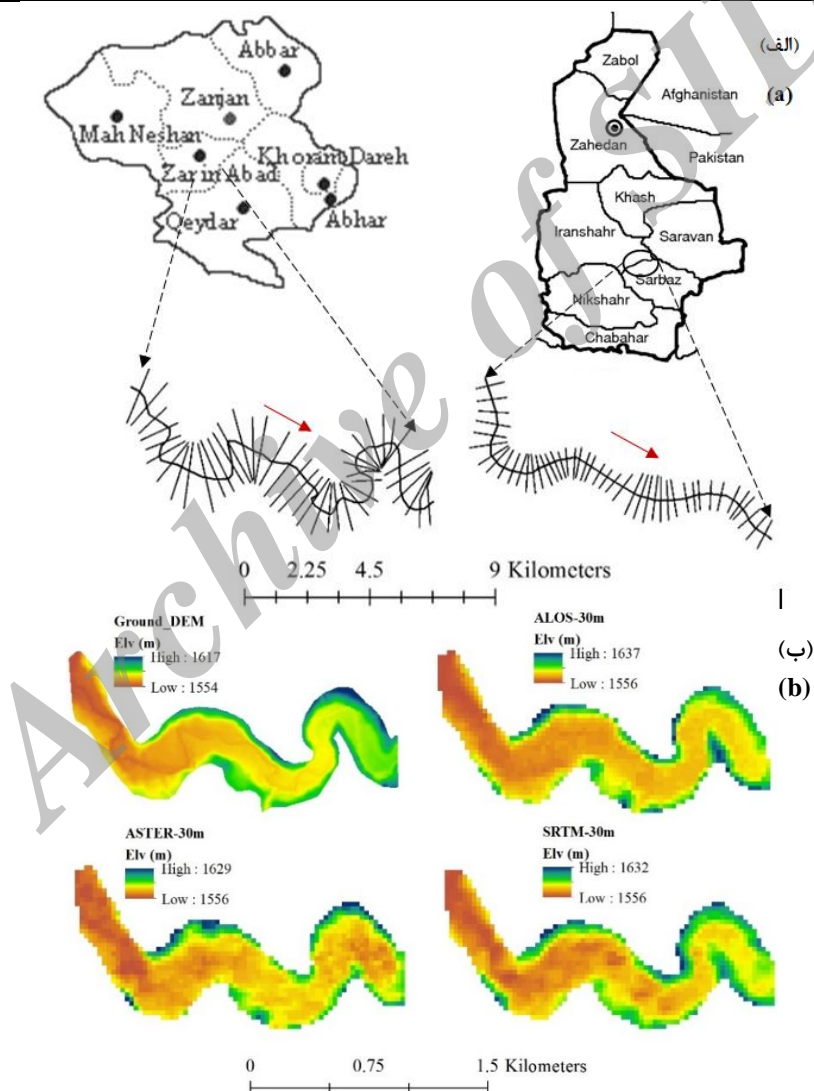 (الف)
(a)
Abbar
Zanjan
Mah Neshan
Zarin Abad
Khoram Dareh
Qeydar
Abhar
Zabol
Afghanistan
Zahedan
Pakistan
Khash
Iranshahr
Saravan
Sarbaz
Nikshahr
Chabahar
0 2.25 4.5 9 Kilometers
(ب)
(b)
Ground_DEM
Elv (m)
High : 1617
Low : 1554
ALOS-30m
Elv (m)
High : 1637
Low : 1556
ASTER-30m
Elv (m)
High : 1629
Low : 1556
SRTM-30m
Elv (m)
High : 1632
Low : 1556
0 0.75 1.5 Kilometers
Archive of SID